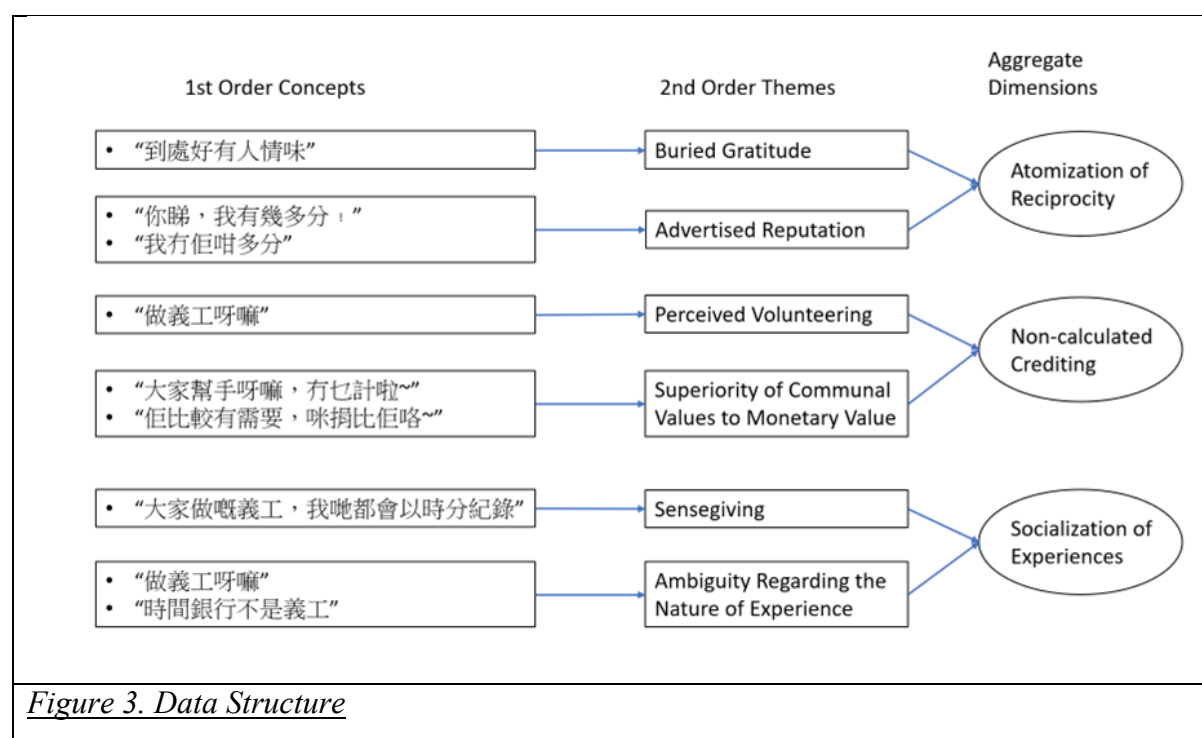 1st Order Concepts
2nd Order Themes
Aggregate
Dimensions
• “到處好有人情味”
Buried Gratitude
Atomization of
Reciprocity
• “你睇，我有幾多分﹗”
• “我冇佢咁多分”
Advertised Reputation
• “做義工呀嘛”
Perceived Volunteering
Non-calculated
Crediting
• “大家幫手呀嘛，冇乜計啦~”
• “佢比較有需要，咪捐比佢咯~”
Superiority of Communal
Values to Monetary Value
• “大家做嘅義工，我哋都會以時分紀錄”
Sensegiving
Socialization of
Experiences
• “做義工呀嘛”
• “時間銀行不是義工”
Ambiguity Regarding the
Nature of Experience
Figure 3. Data Structure